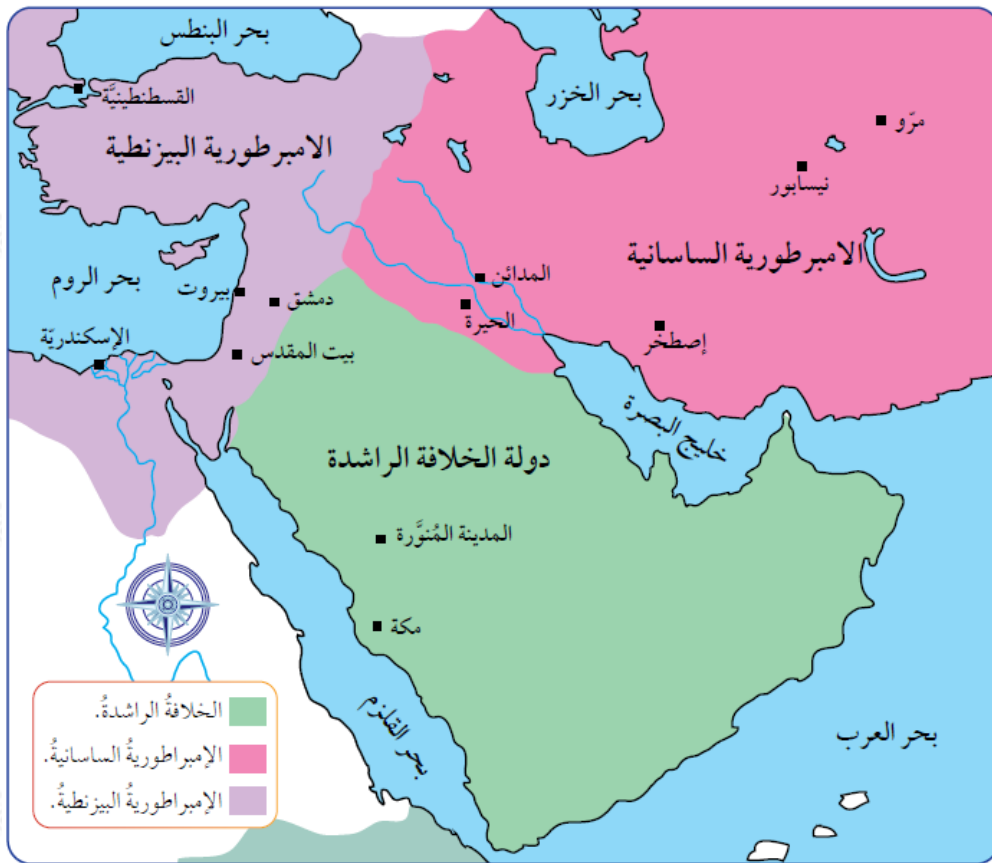 بحر البنطس
القسطنطينيَّة
بحر الخزر
مرّو
الامبرطورية البيزنطية
نيسابور
الامبرطورية الساسانية
المدائن
بحر الروم
بيروت
دمشق
الحيرة
إصطخر
الإسكندريّة
بيت المقدس
خليج البصرة
دولة الخلافة الراشدة
المدينة المُنوَّرة
مكة
بحر القلزم
بحر العرب
الخلافةُ الراشدةُ.
الإمبراطوريةُ الساسانيةُ.
الإمبراطوريةُ البيزنطيةُ.